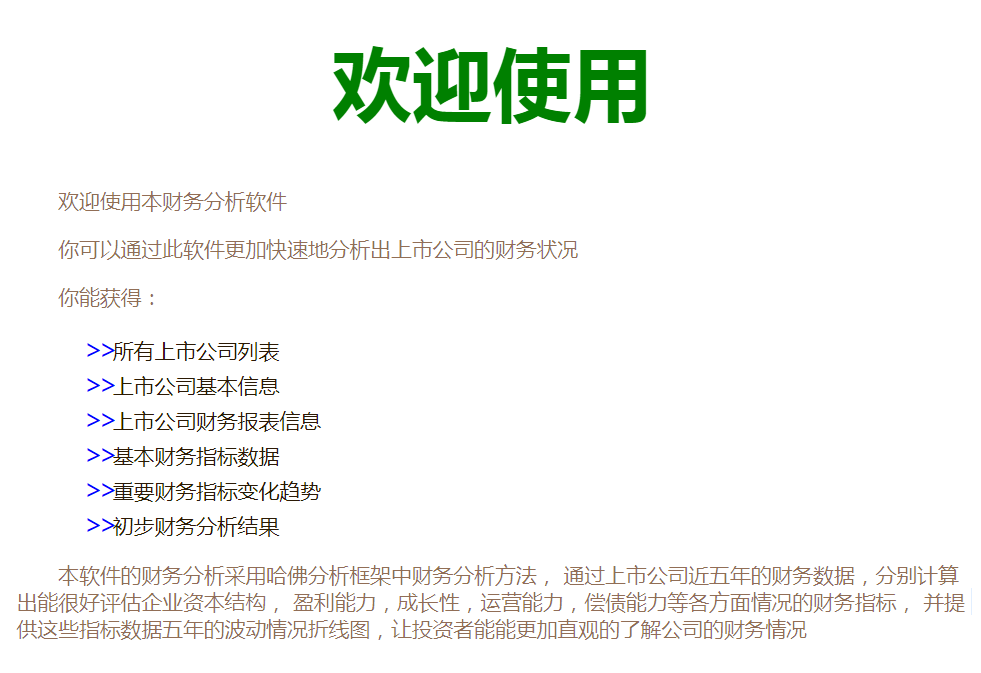 欢迎使用
欢迎使用本财务分析软件
你可以通过此软件更加快速地分析出上市公司的财务状况
你能获得：
>>所有上市公司列表
>>上市公司基本信息
>>上市公司财务报表信息
>>基本财务指标数据
>>重要财务指标变化趋势
>>初步财务分析结果
本软件的财务分析采用哈佛分析框架中财务分析方法， 通过上市公司近五年的财务数据，分别计算
出能很好评估企业资本结构， 盈利能力，成长性，运营能力，偿债能力等各方面情况的财务指标， 并提
供这些指标数据五年的波动情况折线图，让投资者能能更加直观的了解公司的财务情况